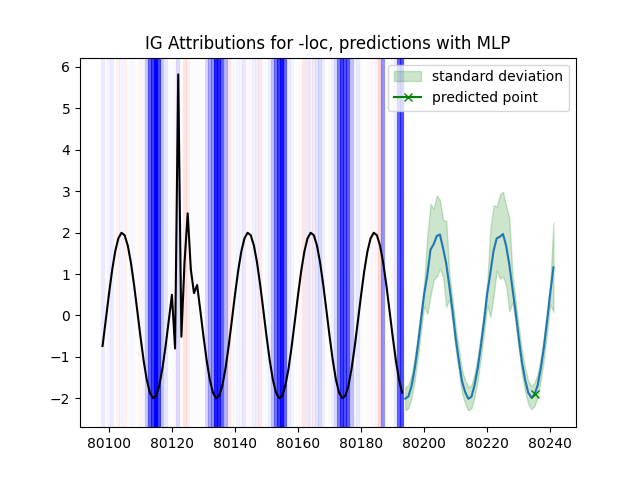 IG Attributions for -loc, predictions with MLP
standard deviation
predicted point
6
5
4
3
2
1
0
−1
−2
80100 80120 80140 80160 80180 80200 80220 80240